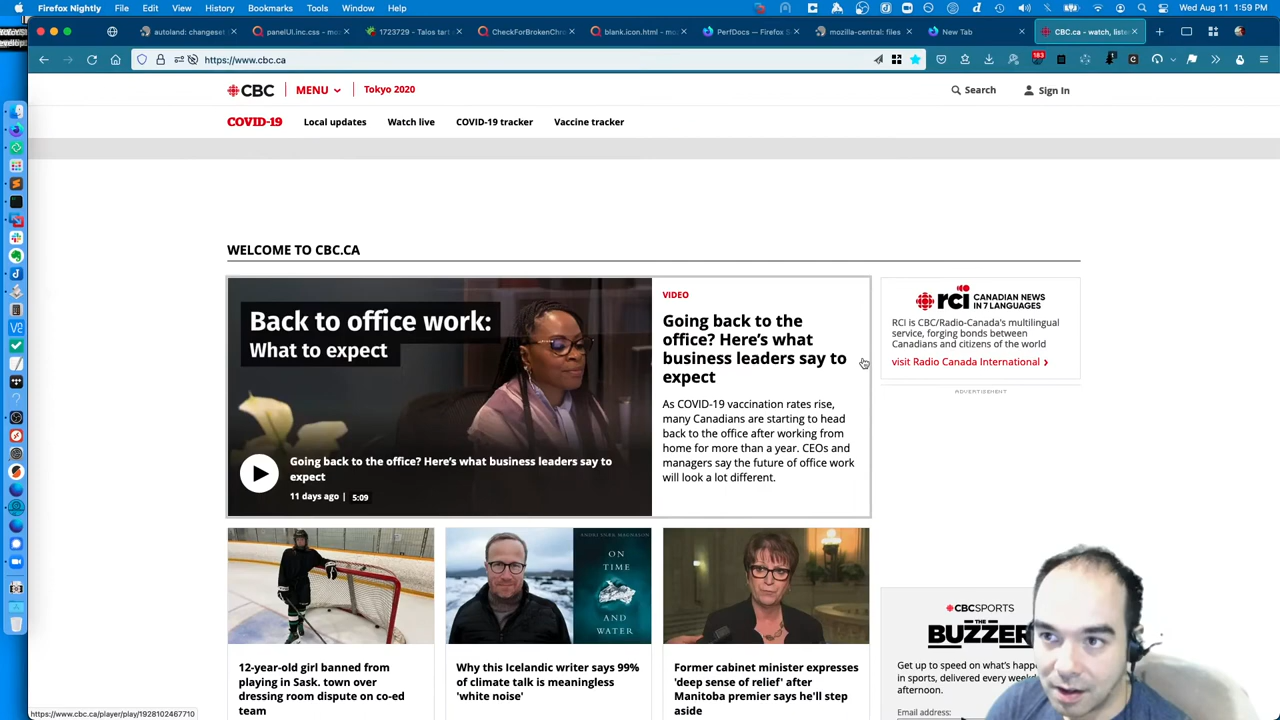 Firefox Nightly File Edit View History Bookmarks Tools Window Help
Wed Aug 11 1:59 PM
autoland: changeset
panelUI.inc.css - mo
1723729 - Talos tart
CheckForBrokenChr
blank.icon.html - mo
PerfDocs — Firefox S
mozilla-central: files
New Tab
CBC.ca - watch, liste
https://www.cbc.ca
183
1
CBC MENU Tokyo 2020 Search Sign In
COVID-19 Local updates Watch live COVID-19 tracker Vaccine tracker
WELCOME TO CBC.CA
Back to office work:
What to expect
Going back to the office? Here's what business leaders say to
expect
11 days ago | 5:09
VIDEO
Going back to the
office? Here's what
business leaders say to
expect
As COVID-19 vaccination rates rise,
many Canadians are starting to head
back to the office after working from
home for more than a year. CEOs and
managers say the future of office work
will look a lot different.
rci CANADIAN NEWS
IN 7 LANGUAGES
RCI is CBC/Radio-Canada's multilingual
service, forging bonds between
Canadians and citizens of the world
visit Radio Canada International ›
ADVERTISEMENT
12-year-old girl banned from
playing in Sask. town over
dressing room dispute on co-ed
team
ON
TIME
AND
WATER
Why this Icelandic writer says 99%
of climate talk is meaningless
'white noise'
Former cabinet minister expresses
'deep sense of relief' after
Manitoba premier says he'll step
aside
CBCSPORTS
THE
BUZZER
Get up to speed on what's happ
in sports, delivered every weekd
afternoon.
Email address:
https://www.cbc.ca/player/play/1928102467710